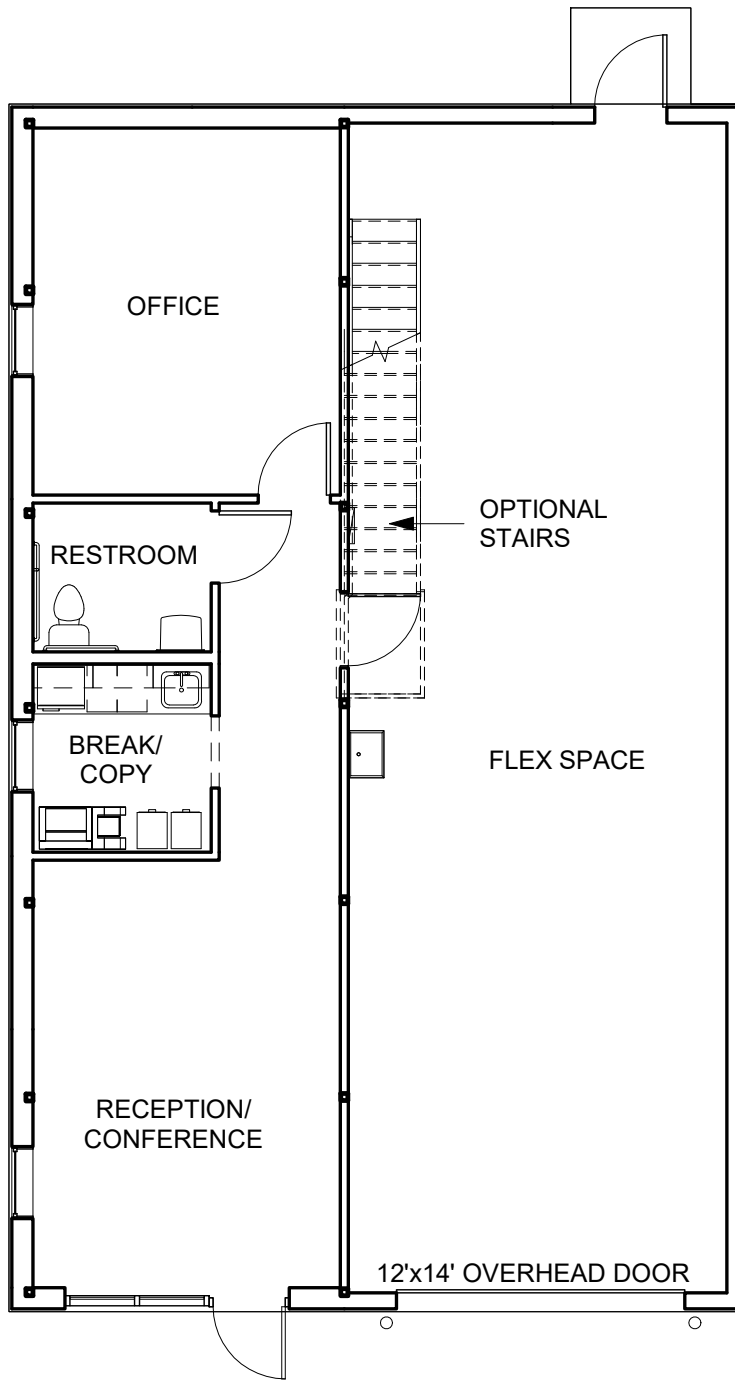 OFFICE
OPTIONAL
STAIRS
RESTROOM
BREAK/
COPY
FLEX SPACE
RECEPTION/
CONFERENCE
12'x14' OVERHEAD DOOR